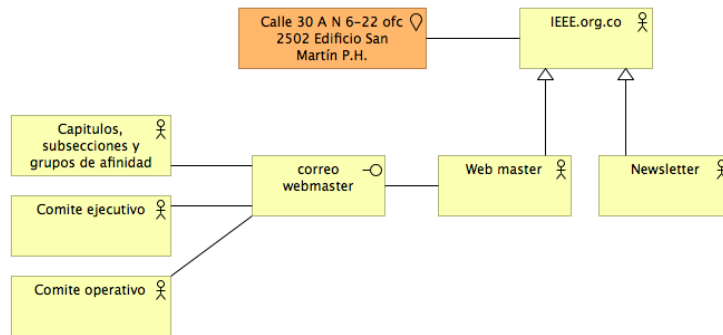 Calle 30 A N 6-22 ofc
2502 Edificio San
Martín P.H.
IEEE.org.co
Capitulos,
subsecciones y
grupos de afinidad
correo
webmaster
Web master
Newsletter
Comite ejecutivo
Comite operativo